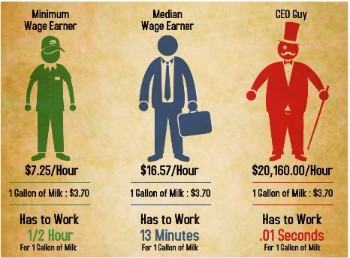 Minimum
Wage Earner
$7.25/Hour
1 Gallon of Milk : $3.70
Has to Work
1/2 Hour
For 1 Gallon of Milk
Median
Wage Earner
$16.57/Hour
1 Gallon of Milk : $3.70
Has to Work
13 Minutes
For 1 Gallon of Milk
CEO Guy
$20,160.00/Hour
1 Gallon of Milk : $3.70
Has to Work
.01 Seconds
For 1 Gallon of Milk